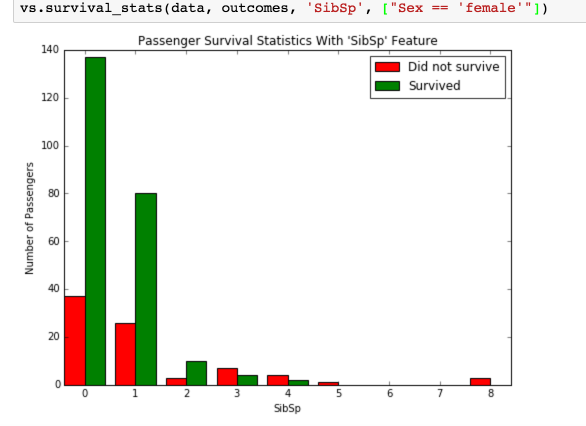 vs.survival_stats(data, outcomes, 'SibSp', ["Sex == 'female'"])
Passenger Survival Statistics With 'SibSp' Feature
140
120
100
80
60
40
20
0
Number of Passengers
Did not survive
Survived
0 1 2 3 4 5 6 7 8
SibSp